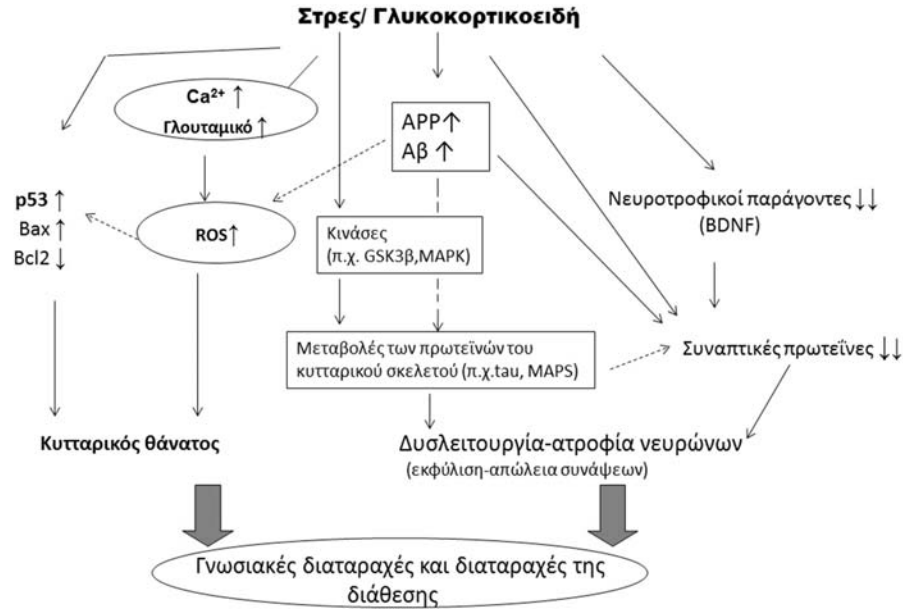 Στρες/ Γλυκοκορτικοειδή
Ca²⁺ ↑
Γλουταμικό ↑
APP↑
Aβ ↑
p53 ↑
Bax ↑
Bcl2 ↓
ROS↑
Κινάσες
(π.χ. GSK3β,MAPK)
Νευροτροφικοί παράγοντες ↓↓
(BDNF)
Μεταβολές των πρωτεϊνών του
κυτταρικού σκελετού (π.χ.tau, MAPS)
Συναπτικές πρωτεΐνες ↓↓
Κυτταρικός θάνατος
Δυσλειτουργία-ατροφία νευρώνων
(εκφύλιση-απώλεια συνάψεων)
Γνωσιακές διαταραχές και διαταραχές της
διάθεσης